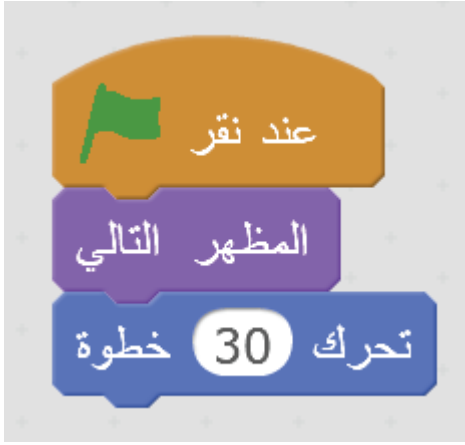 عند نقر
المظهر التالي
تحرك 30 خطوة